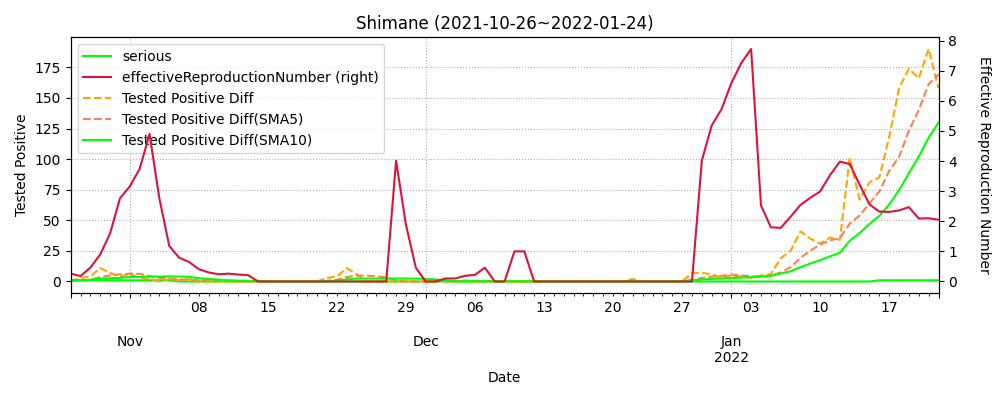 Shimane (2021-10-26~2022-01-24)
serious
effectiveReproductionNumber (right)
Tested Positive Diff
Tested Positive Diff(SMA5)
Tested Positive Diff(SMA10)
Tested Positive
175
150
125
100
75
50
25
0
8
7
6
5
4
3
2
1
0
Effective Reproduction Number
08 15 22 29 06 13 20 27 03 10 17
Nov Dec Jan
2022
Date